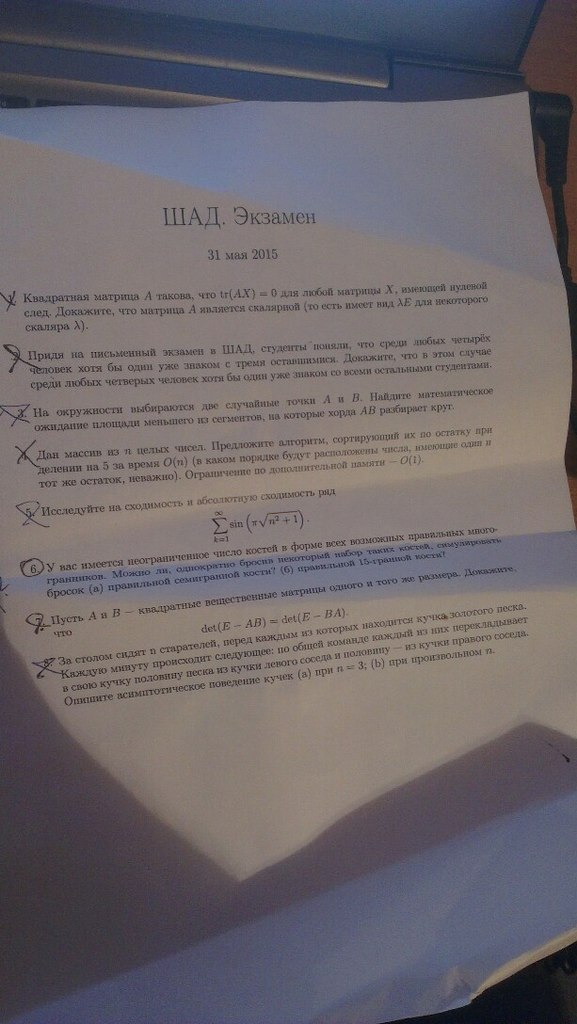 ШАД. Экзамен
31 мая 2015
1. Квадратная матрица A такова, что tr(AX) = 0 для любой матрицы X, имеющей нулевой
след. Докажите, что матрица A является скалярной (то есть имеет вид λE для некоторого
скаляра λ).
2. Придя на письменный экзамен в ШАД, студенты поняли, что среди любых четырёх
человек хотя бы один уже знаком с тремя оставшимися. Докажите, что в этом случае
среди любых четверых человек хотя бы один уже знаком со всеми остальными студентами.
3. На окружности выбираются две случайные точки A и B. Найдите математическое
ожидание площади меньшего из сегментов, на которые хорда AB разбирает круг.
4. Дан массив из n целых чисел. Предложите алгоритм, сортирующий их по остатку при
делении на 5 за время O(n) (в каком порядке будут расположены числа, имеющие один и
тот же остаток, неважно). Ограничение по дополнительной памяти — O(1).
5. Исследуйте на сходимость и абсолютную сходимость ряд
∑_{k=1}^{∞} sin (π√(n² + 1)).
6. У вас имеется неограниченное число костей в форме всех возможных правильных много-
гранников. Можно ли, однократно бросив некоторый набор таких костей, симулировать
бросок (а) правильной семигранной кости? (б) правильной 15-гранной кости?
7. Пусть A и B — квадратные вещественные матрицы одного и того же размера. Докажите,
что
det(E − AB) = det(E − BA).
8. За столом сидят n старателей, перед каждым из которых находится кучка золотого песка.
Каждую минуту происходит следующее: по общей команде каждый из них перекладывает
в свою кучку половину песка из кучки левого соседа и половину — из кучки правого соседа.
Опишите асимптотическое поведение кучек (a) при n = 3; (b) при произвольном n.